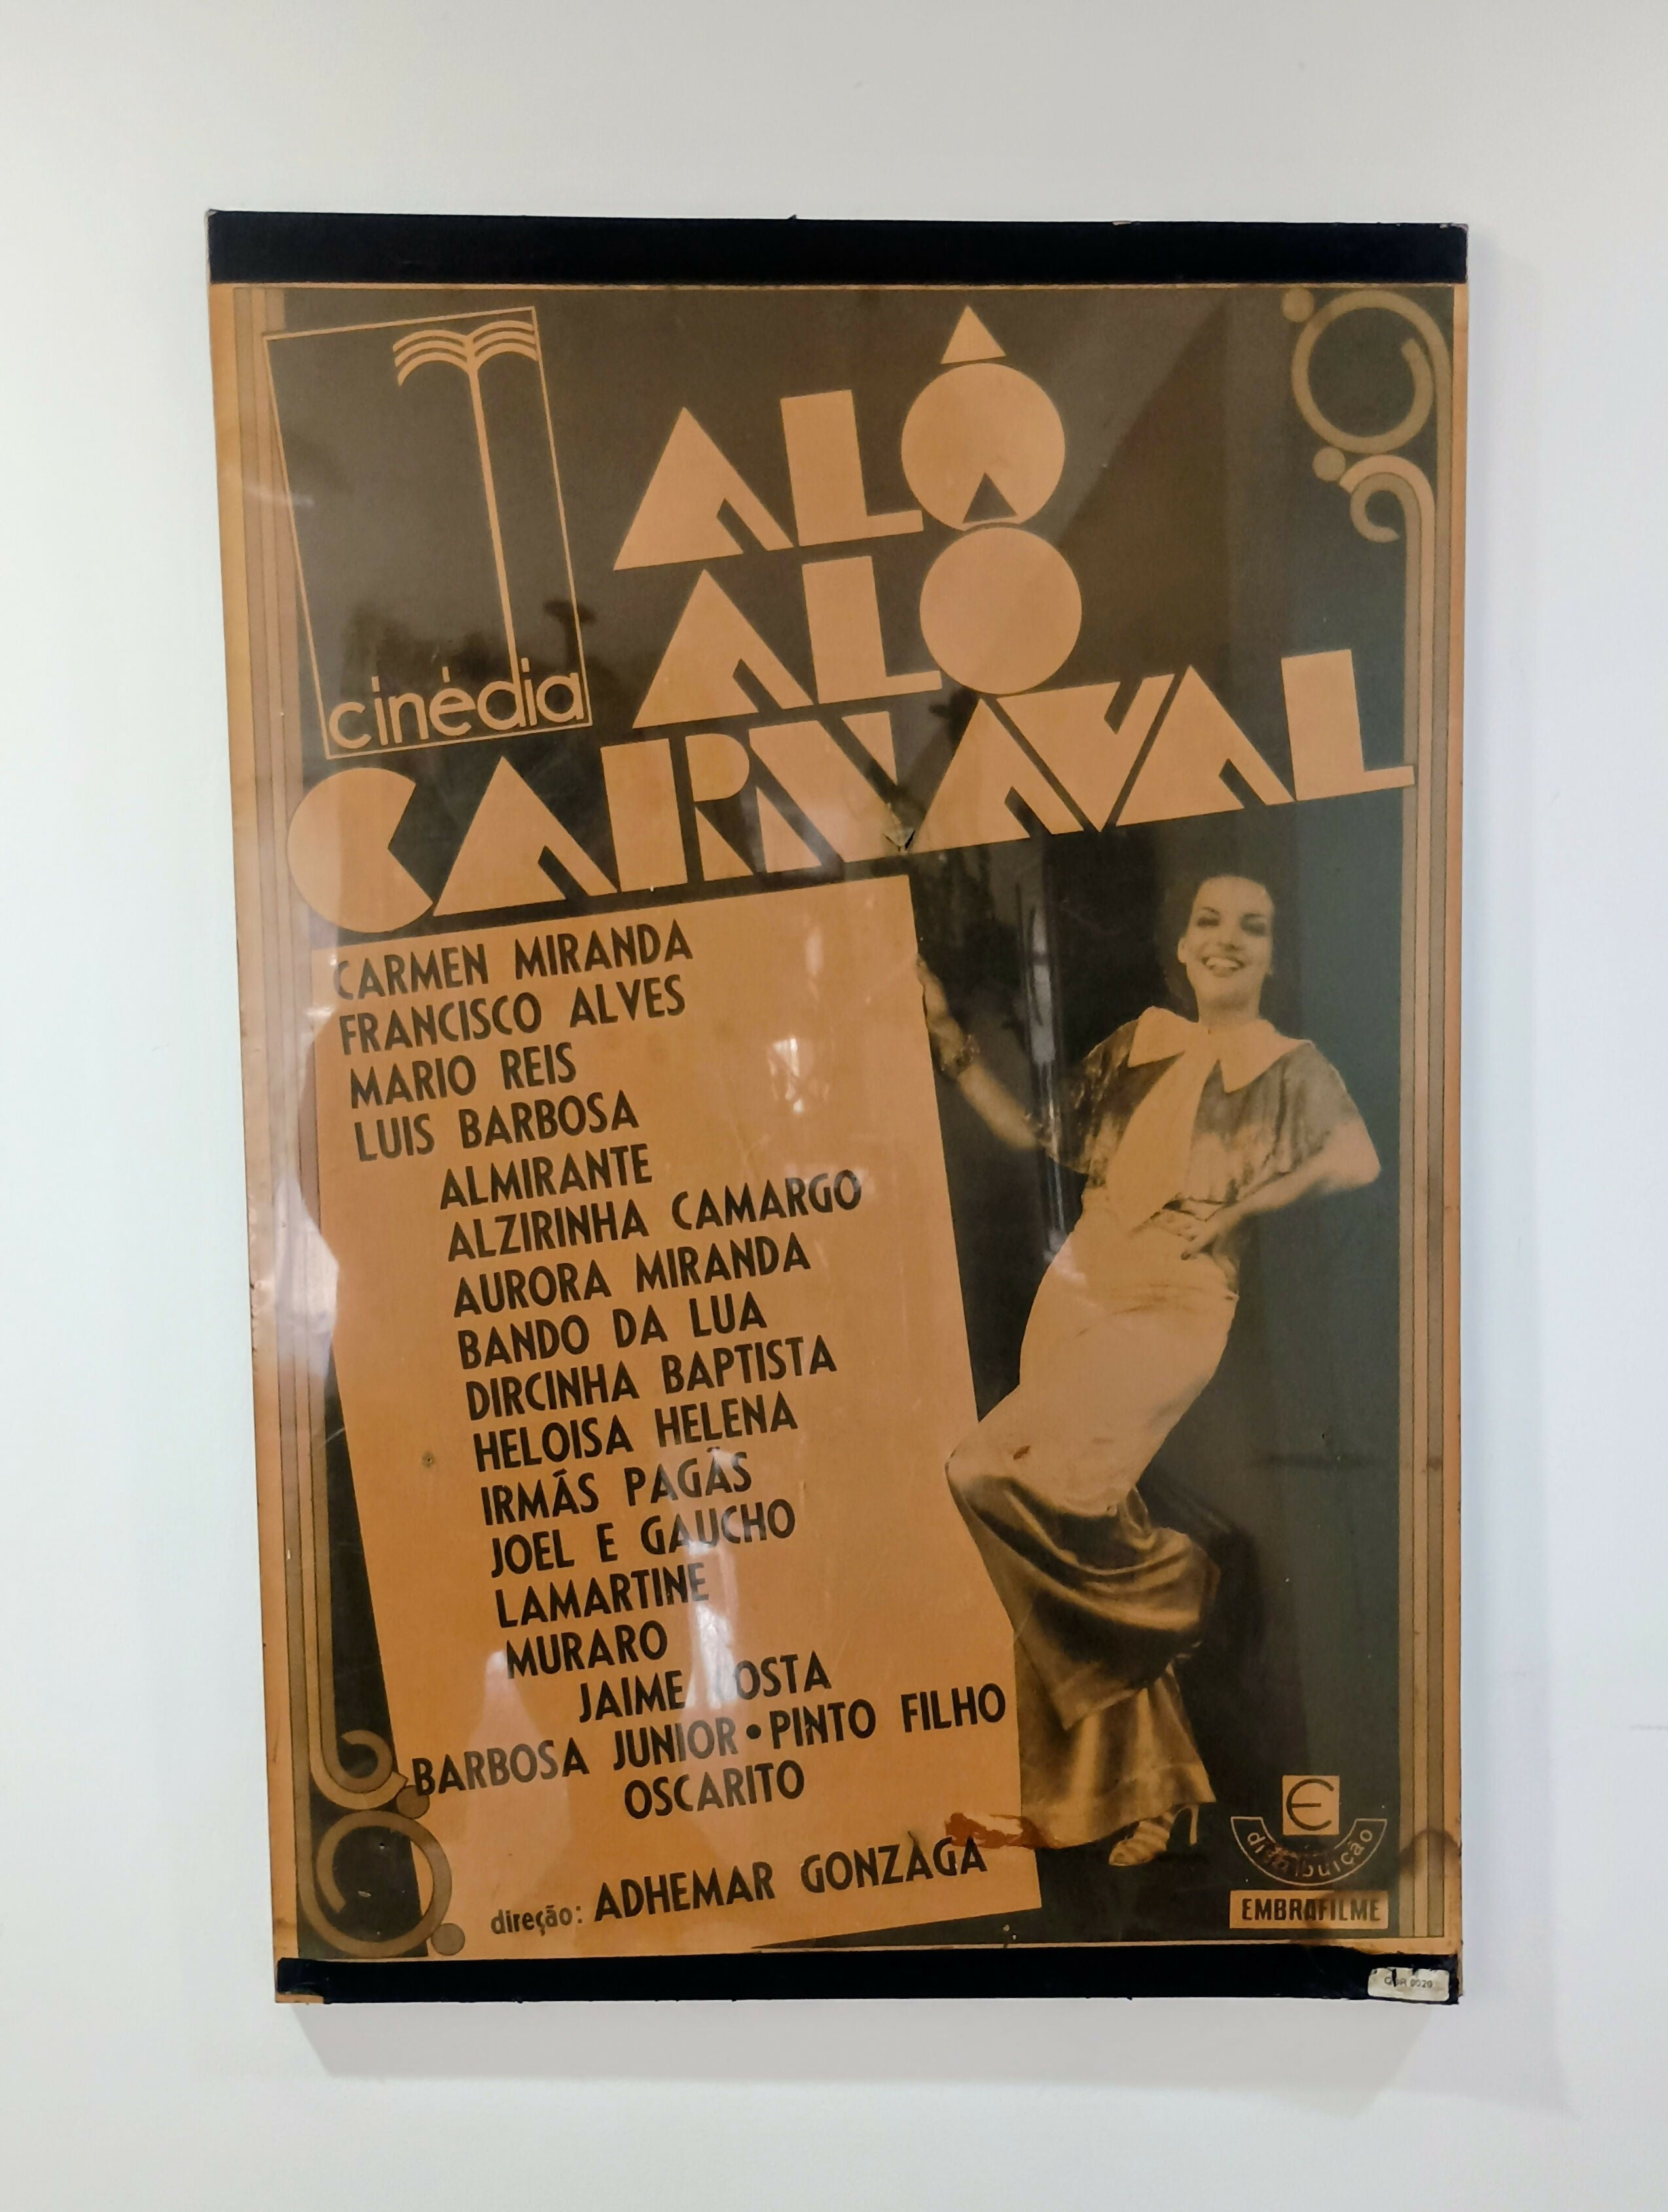 cinédia
ALÔ
ALÔ
CARNAVAL
CARMEN MIRANDA
FRANCISCO ALVES
MARIO REIS
LUIS BARBOSA
ALMIRANTE
ALZIRINHA CAMARGO
AURORA MIRANDA
BANDO DA LUA
DIRCINHA BAPTISTA
HELOISA HELENA
IRMÃS PAGÃS
JOEL E GAUCHO
LAMARTINE
MURARO
JAIME COSTA
BARBOSA JUNIOR • PINTO FILHO
OSCARITO
direção: ADHEMAR GONZAGA
E
distribuição
EMBRAFILME